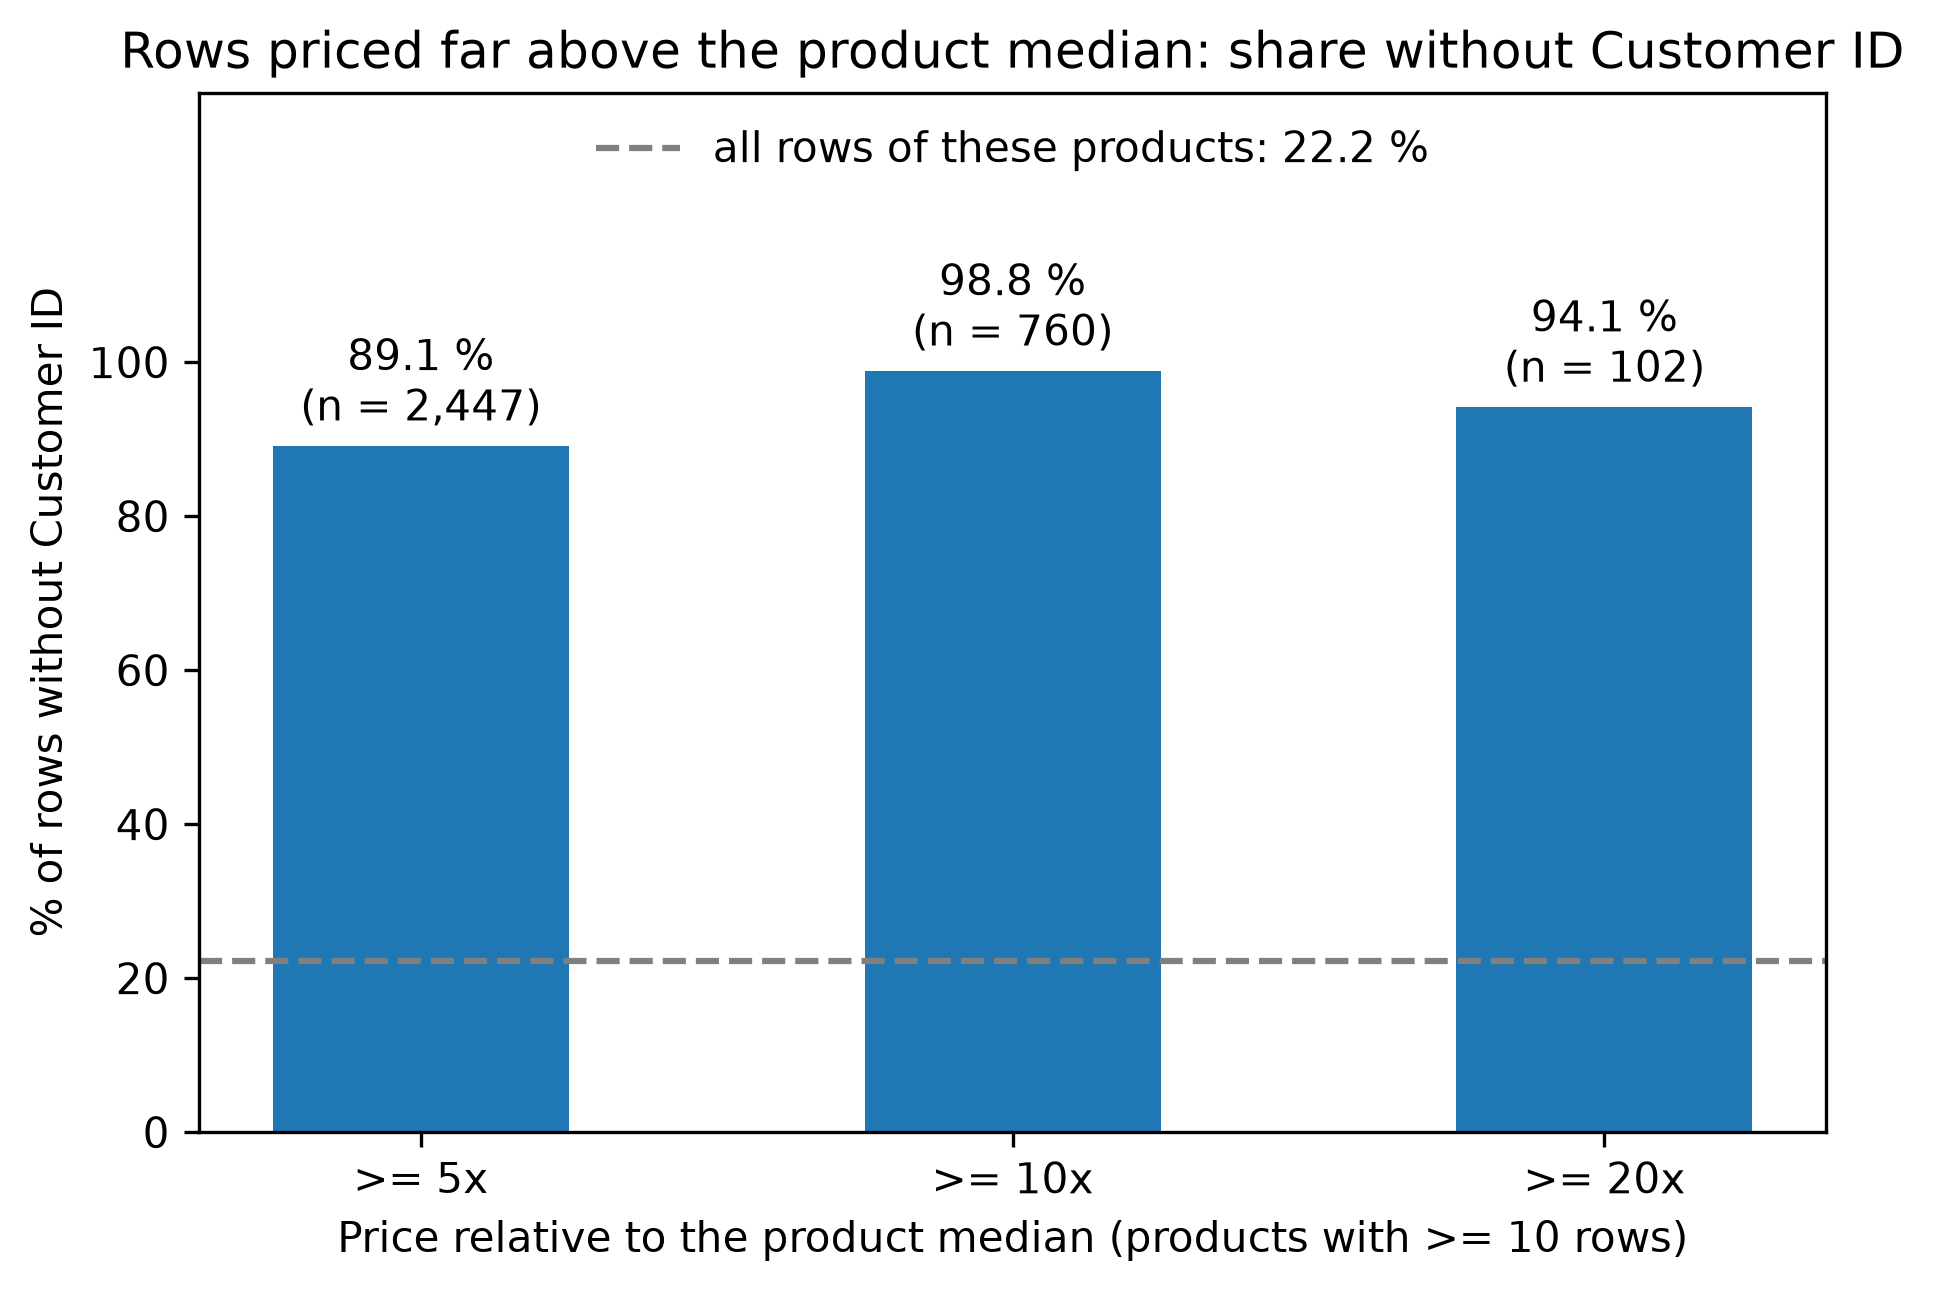 Rows priced far above the product median: share without Customer ID
all rows of these products: 22.2 %
98.8 %
(n = 760)
94.1 %
(n = 102)
89.1 %
(n = 2,447)
% of rows without Customer ID
100
80
60
40
20
0
>= 5x
>= 10x
>= 20x
Price relative to the product median (products with >= 10 rows)